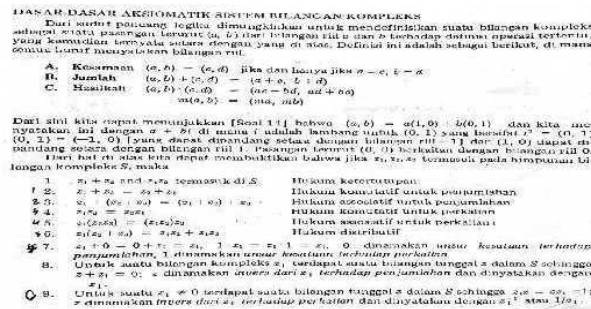 DASAR-DASAR AKSIOMATIK SISTEM BILANGAN KOMPLEKS
Dari sudut pandang logika dimungkinkan untuk mendefinisikan suatu bilangan kompleks
sebagai suatu pasangan terurut (a, b) dari bilangan riil a dan b terhadap operasi tertentu
yang kemudian ternyata setara dengan yang di atas. Definisi ini adalah sebagai berikut, di mana
semua huruf menyatakan bilangan riil.
A. Kesamaan (a, b) = (c, d) jika dan hanya jika a = c, b = d
B. Jumlah (a, b) + (c, d) = (a + c, b + d)
C. Hasilkali (a, b) · (c, d) = (ac − bd, ad + bc)
m(a, b) = (ma, mb)
Dari sini kita dapat menunjukkan [Soal 14] bahwa (a, b) = a(1, 0) + b(0, 1) dan kita me-
nyatakan ini dengan a + bi di mana i adalah lambang untuk (0, 1) yang bersifat i² = (0, 1)
(0, 1) = (−1, 0) [yang dapat dipandang setara dengan bilangan riil −1] dan (1, 0) dapat di-
pandang setara dengan bilangan riil 1. Pasangan terurut (0, 0) berkaitan dengan bilangan riil 0.
Dari hal di atas kita dapat membuktikan bahwa jika z₁, z₂, z₃ termasuk pada himpunan bi-
langan kompleks S, maka
1. z₁ + z₂ and z₁z₂ termasuk di S Hukum ketertutupan
2. z₁ + z₂ = z₂ + z₁ Hukum komutatif untuk penjumlahan
3. z₁ + (z₂ + z₃) = (z₁ + z₂) + z₃ Hukum assosiatif untuk penjumlahan
4. z₁z₂ = z₂z₁ Hukum komutatif untuk perkalian
5. z₁(z₂z₃) = (z₁z₂)z₃ Hukum assosiatif untuk perkalian
6. z₁(z₂ + z₃) = z₁z₂ + z₁z₃ Hukum distributif
7. z₁ + 0 = 0 + z₁ = z₁, 1 · z₁ = z₁ · 1 = z₁, 0 dinamakan unsur kesatuan terhadap
penjumlahan, 1 dinamakan unsur kesatuan terhadap perkalian
8. Untuk suatu bilangan kompleks z₁ terdapat suatu bilangan tunggal z dalam S sehingga
z + z₁ = 0; z dinamakan invers dari z₁ terhadap penjumlahan dan dinyatakan dengan
−z₁.
9. Untuk suatu z₁ ≠ 0 terdapat suatu bilangan tunggal z dalam S sehingga z₁z = zz₁ = 1;
z dinamakan invers dari z₁ terhadap perkalian dan dinyatakan dengan z₁⁻¹ atau 1/z₁.